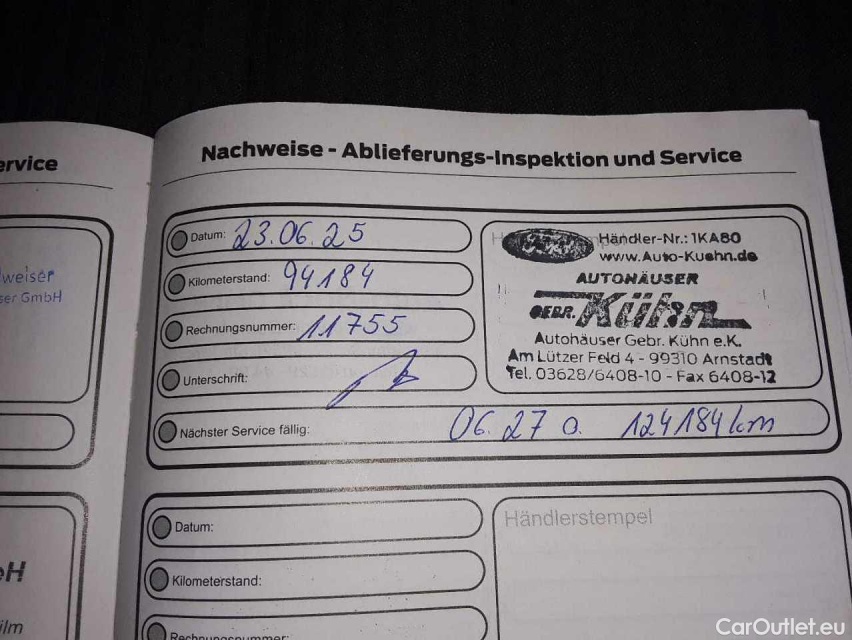 ervice
weiser
ser GmbH
H
ilm
Nachweise - Ablieferungs-Inspektion und Service
Datum: 23.06.25
Kilometerstand: 94184
Rechnungsnummer: 11755
Unterschrift:
Händler-Nr.: 1KA80
www.Auto-Kuehn.de
AUTOHÄUSER
GEBR. Kühn
Autohäuser Gebr. Kühn e.K.
Am Lützer Feld 4 - 99310 Arnstadt
Tel. 03628/6408-10 - Fax 6408-12
Nächster Service fällig: 06.27 o. 124184 km
Datum:
Händlerstempel
Kilometerstand:
Rechnungsnummer:
CarOutlet.eu